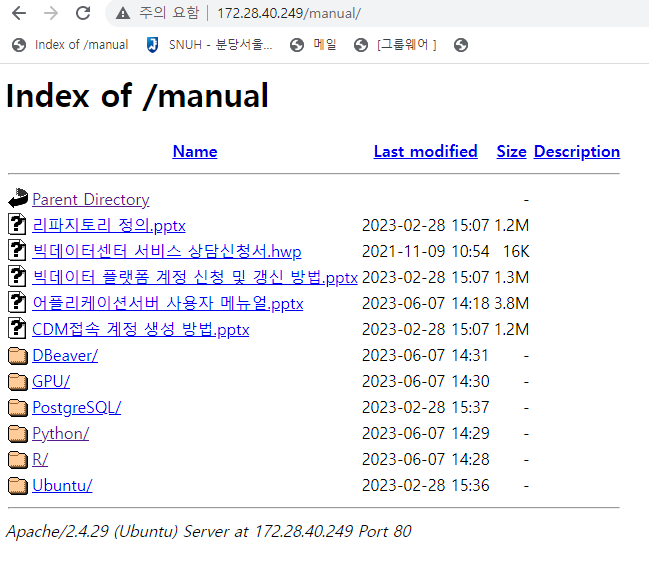 주의 요함 172.28.40.249/manual/
Index of /manual SNUH - 분당서울... 메일 [그룹웨어 ]
Index of /manual
Name Last modified Size Description
Parent Directory -
리파지토리 정의.pptx 2023-02-28 15:07 1.2M
빅데이터센터 서비스 상담신청서.hwp 2021-11-09 10:54 16K
빅데이터 플랫폼 계정 신청 및 갱신 방법.pptx 2023-02-28 15:07 1.3M
어플리케이션서버 사용자 메뉴얼.pptx 2023-06-07 14:18 3.8M
CDM접속 계정 생성 방법.pptx 2023-02-28 15:07 1.2M
DBeaver/ 2023-06-07 14:31 -
GPU/ 2023-06-07 14:30 -
PostgreSQL/ 2023-02-28 15:37 -
Python/ 2023-06-07 14:29 -
R/ 2023-06-07 14:28 -
Ubuntu/ 2023-02-28 15:36 -
Apache/2.4.29 (Ubuntu) Server at 172.28.40.249 Port 80